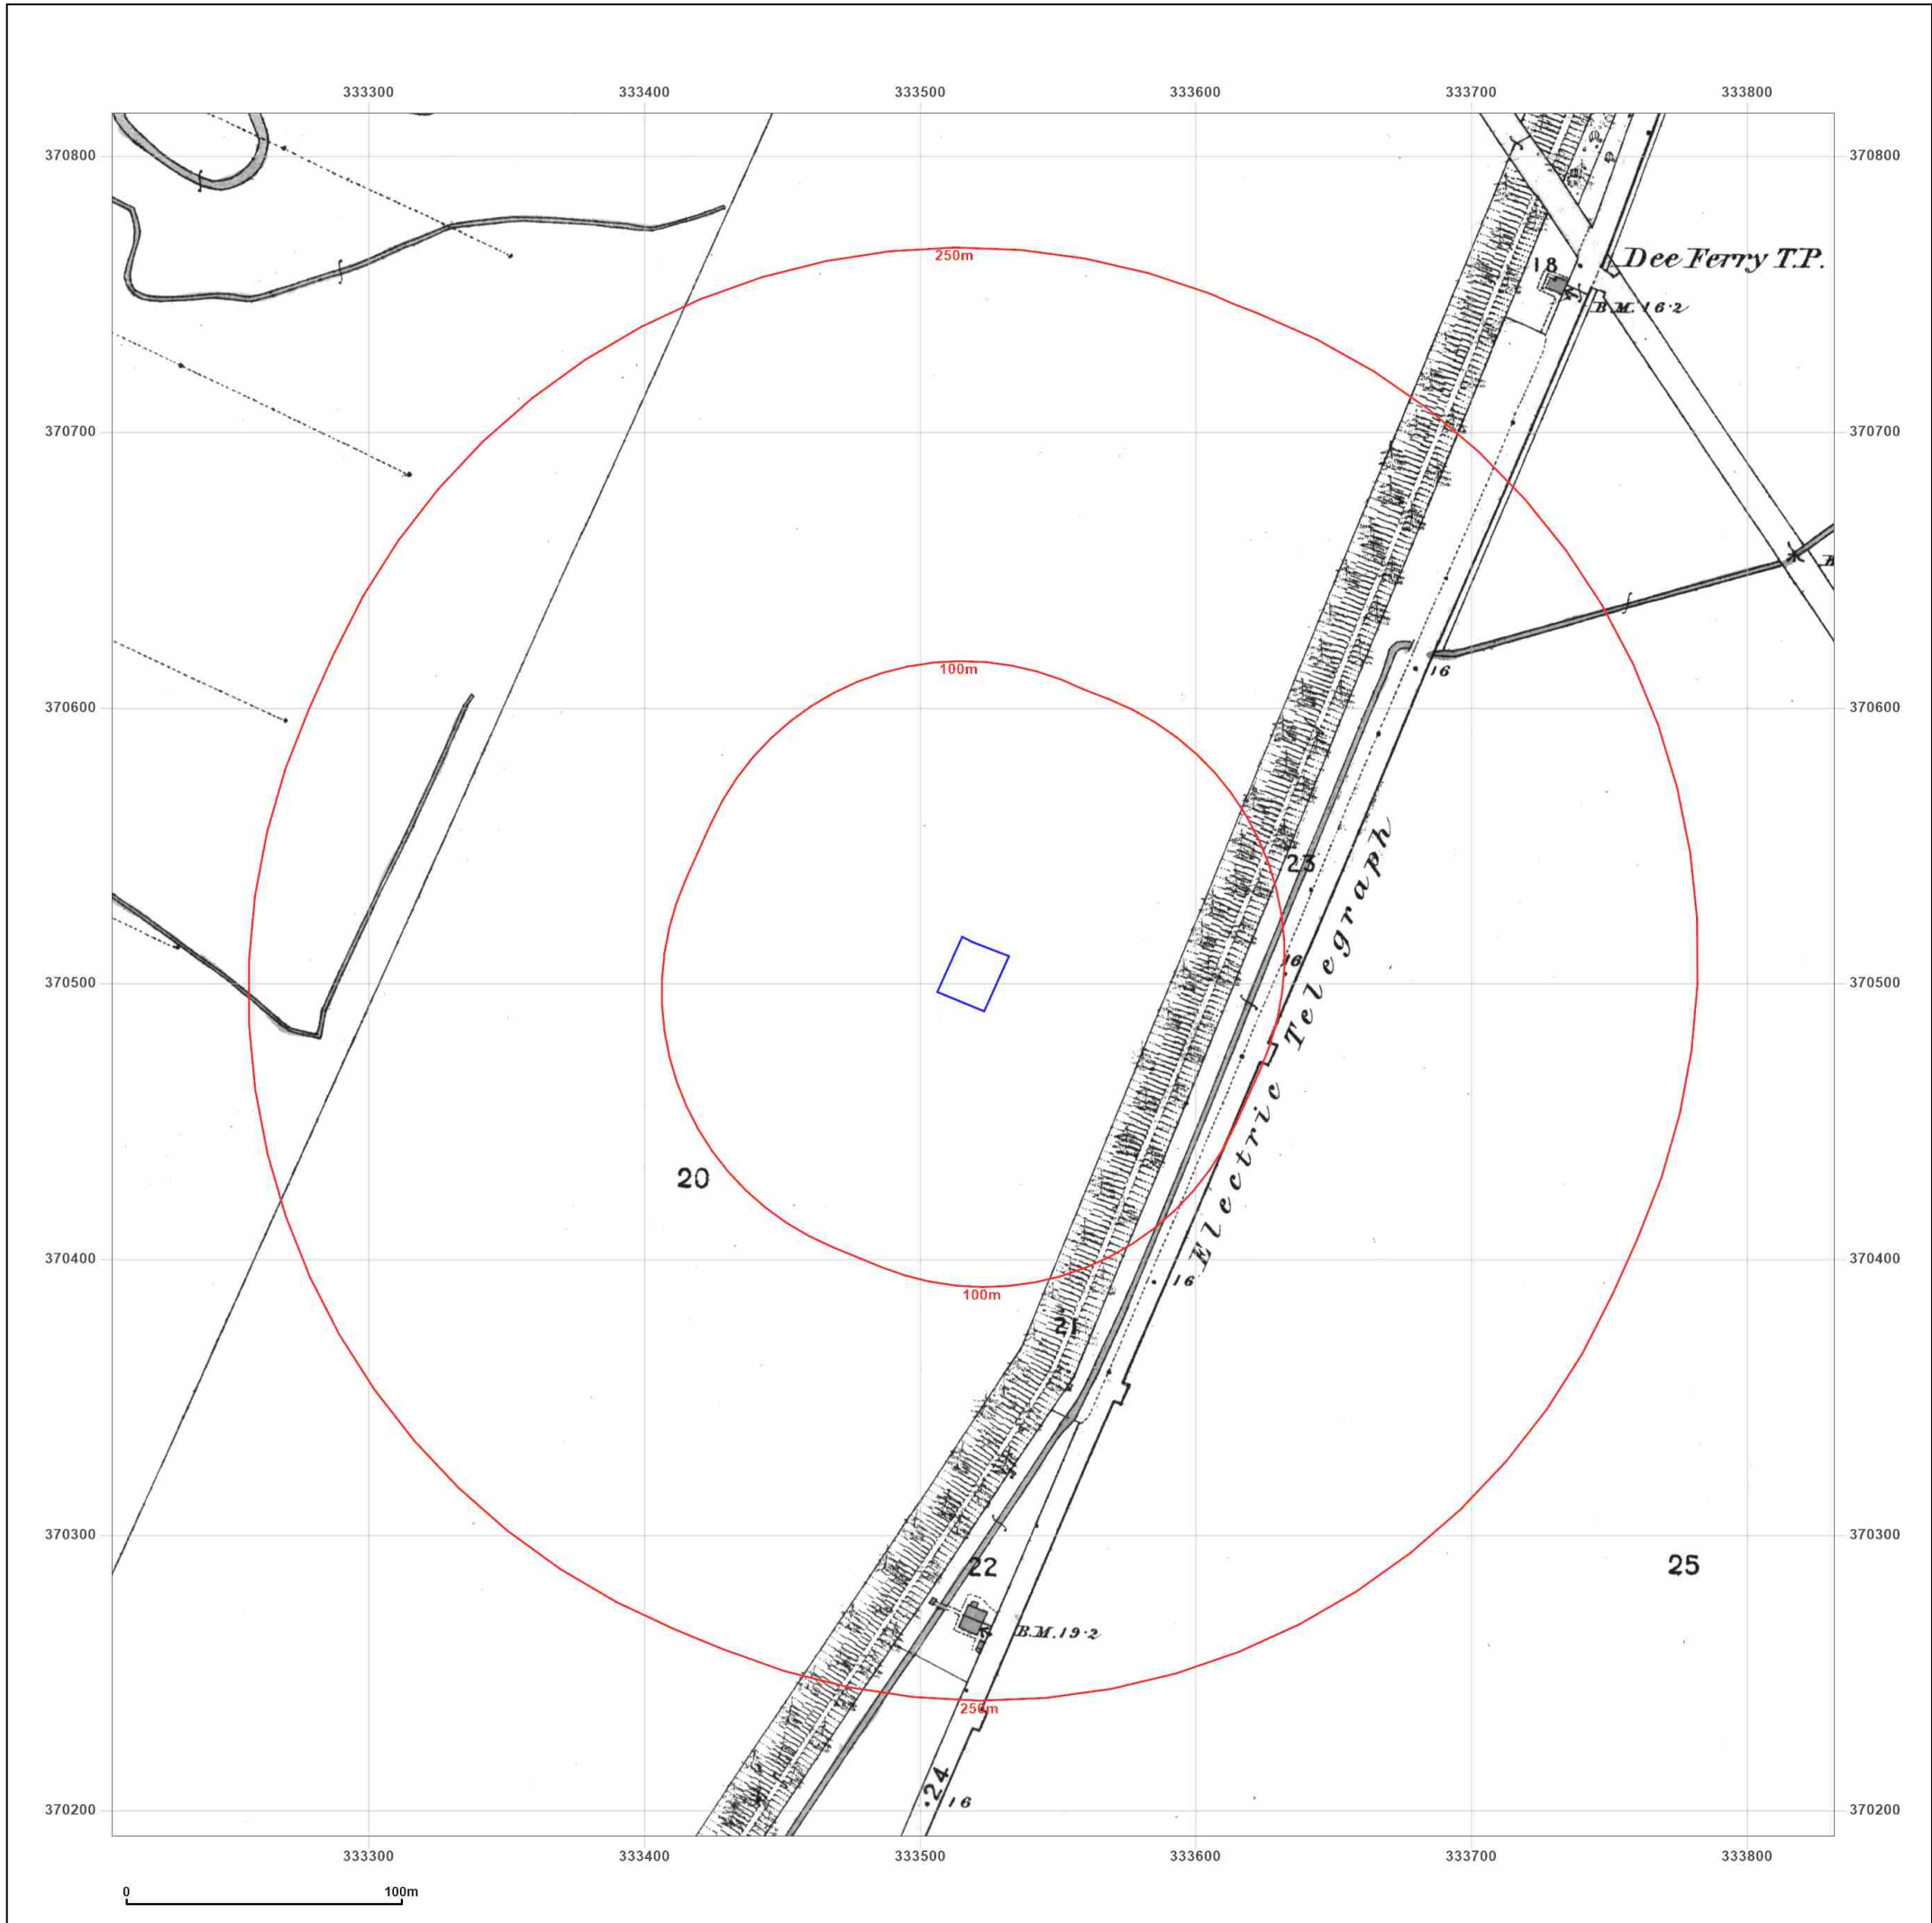 333300 333400 333500 333600 333700 333800
370800 370800
250m
Dee Ferry T.P.
18
B.M. 16·2
370700 370700
B
100m
16
370600 370600
23
Electric Telegraph
16
370500 370500
20
370400 370400
16
100m
21
370300 370300
22
25
B.M. 19·2
250m
24
16
370200 370200
333300 333400 333500 333600 333700 333800
0 100m